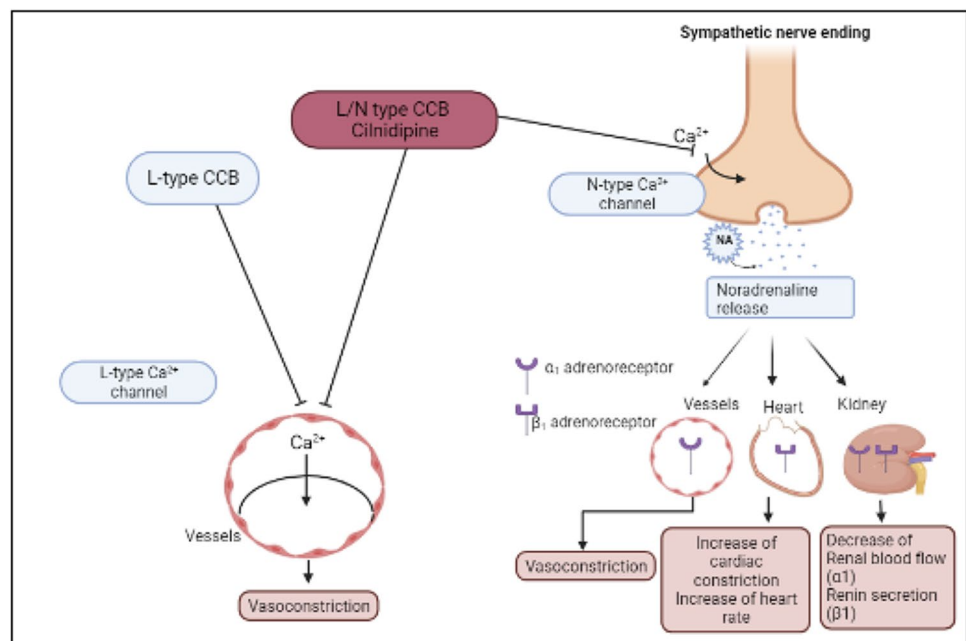 Sympathetic nerve ending
L/N type CCB
Cilnidipine
L-type CCB
Ca²⁺
N-type Ca²⁺
channel
NA
Noradrenaline
release
L-type Ca²⁺
channel
α₁ adrenoreceptor
β₁ adrenoreceptor
Vessels
Heart
Kidney
Ca²⁺
Vessels
Vasoconstriction
Vasoconstriction
Increase of
cardiac
constriction
Increase of heart
rate
Decrease of
Renal blood flow
(α1)
Renin secretion
(β1)